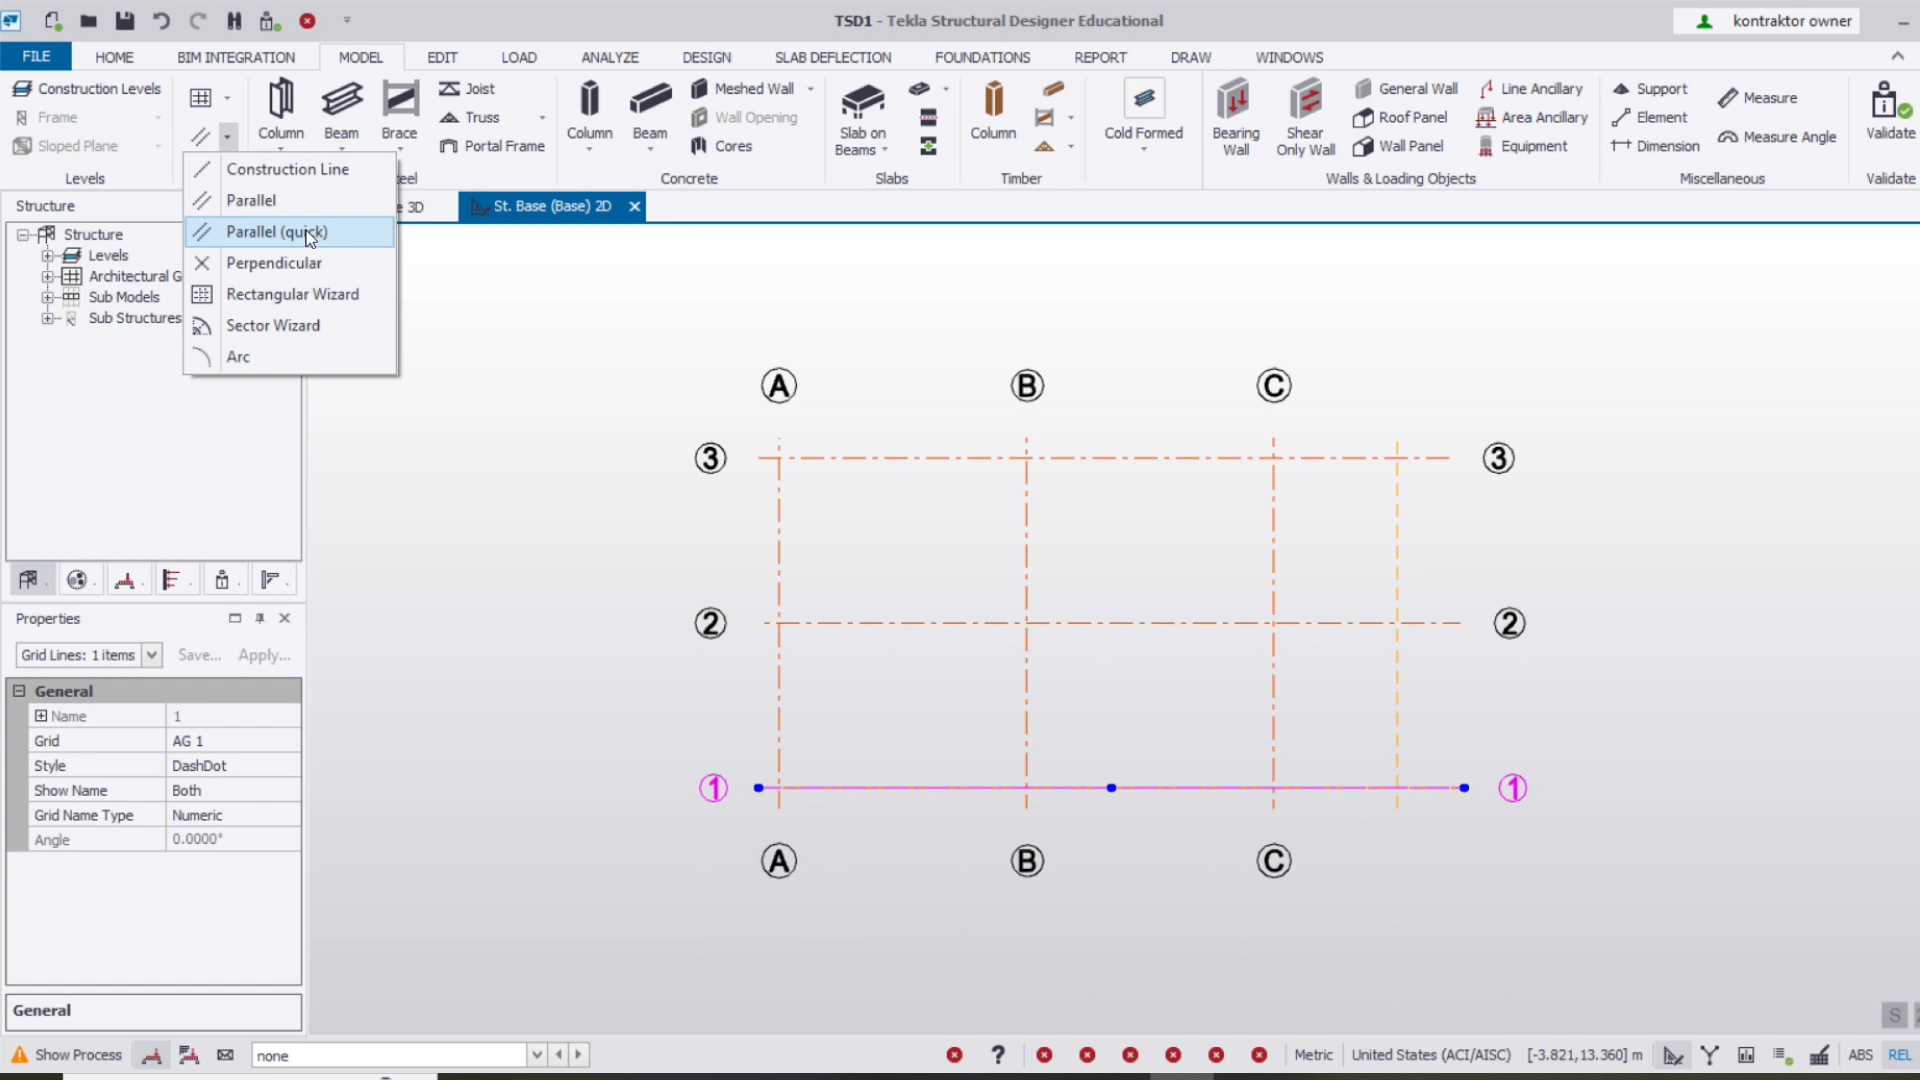 TSD1 - Tekla Structural Designer Educational
kontraktor owner
FILE HOME BIM INTEGRATION MODEL EDIT LOAD ANALYZE DESIGN SLAB DEFLECTION FOUNDATIONS REPORT DRAW WINDOWS
Construction Levels
Frame
Sloped Plane
Levels
Column
Beam
Brace
Joist
Truss
Portal Frame
eel
Column
Beam
Meshed Wall
Wall Opening
Cores
Concrete
Slab on
Beams
Slabs
Column
Timber
Cold Formed
Bearing
Wall
Shear
Only Wall
General Wall
Roof Panel
Wall Panel
Line Ancillary
Area Ancillary
Equipment
Walls & Loading Objects
Support
Element
Dimension
Measure
Measure Angle
Miscellaneous
Validate
Validate
Construction Line
Parallel
Parallel (quick)
Perpendicular
Rectangular Wizard
Sector Wizard
Arc
Structure
e 3D
St. Base (Base) 2D
Structure
Levels
Architectural G
Sub Models
Sub Structures
A B C
3 3
2 2
1 1
A B C
Properties
Grid Lines: 1 items Save... Apply...
General
Name 1
Grid AG 1
Style DashDot
Show Name Both
Grid Name Type Numeric
Angle 0.0000°
General
S
Show Process none ? Metric United States (ACI/AISC) [-3.821,13.360] m ABS REL